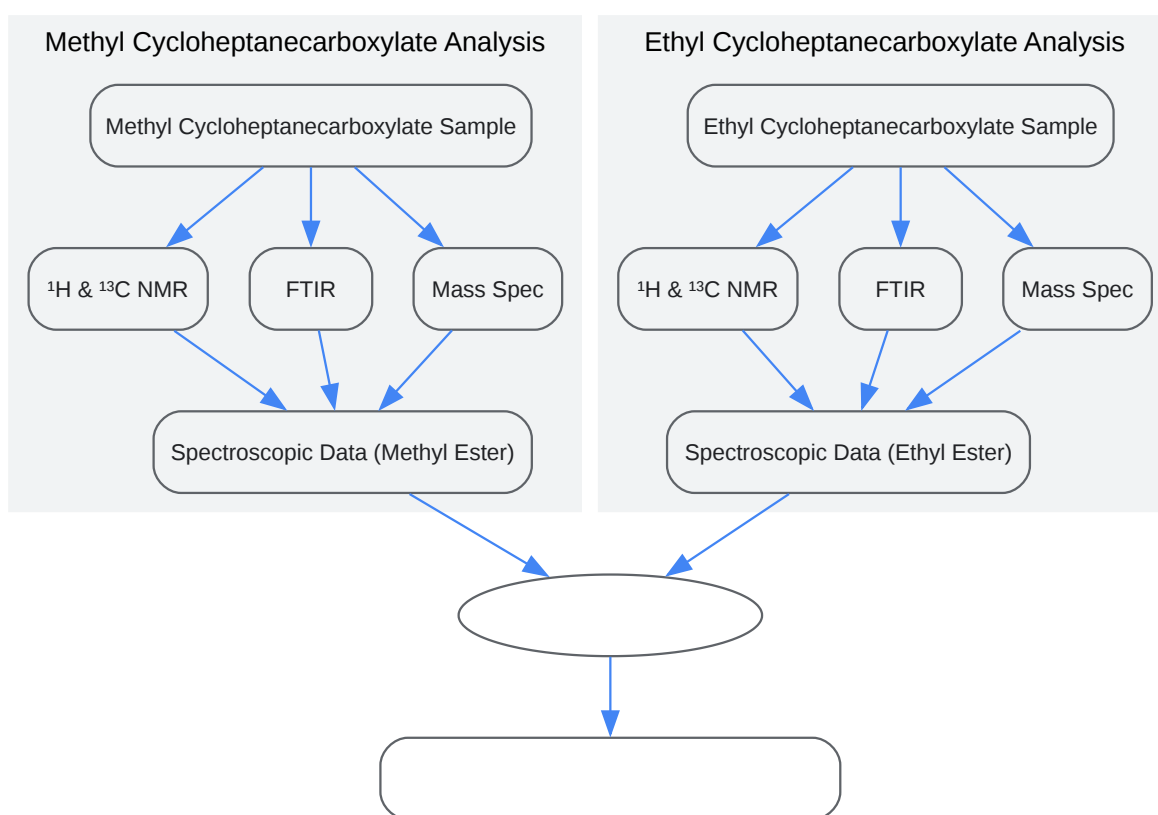 Methyl Cycloheptanecarboxylate Analysis
Methyl Cycloheptanecarboxylate Sample
¹H & ¹³C NMR
FTIR
Mass Spec
Spectroscopic Data (Methyl Ester)
Ethyl Cycloheptanecarboxylate Analysis
Ethyl Cycloheptanecarboxylate Sample
¹H & ¹³C NMR
FTIR
Mass Spec
Spectroscopic Data (Ethyl Ester)